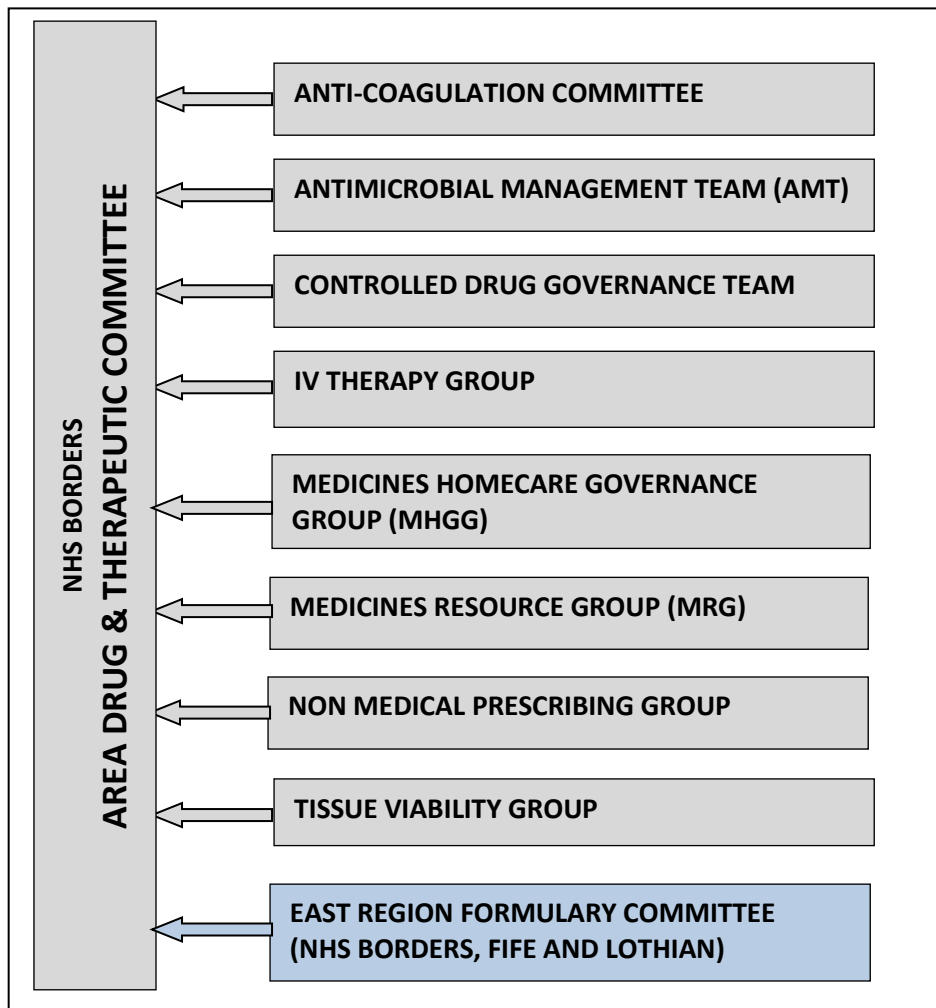 NHS BORDERS
AREA DRUG & THERAPEUTIC COMMITTEE
ANTI-COAGULATION COMMITTEE
ANTIMICROBIAL MANAGEMENT TEAM (AMT)
CONTROLLED DRUG GOVERNANCE TEAM
IV THERAPY GROUP
MEDICINES HOMECARE GOVERNANCE
GROUP (MHGG)
MEDICINES RESOURCE GROUP (MRG)
NON MEDICAL PRESCRIBING GROUP
TISSUE VIABILITY GROUP
EAST REGION FORMULARY COMMITTEE
(NHS BORDERS, FIFE AND LOTHIAN)